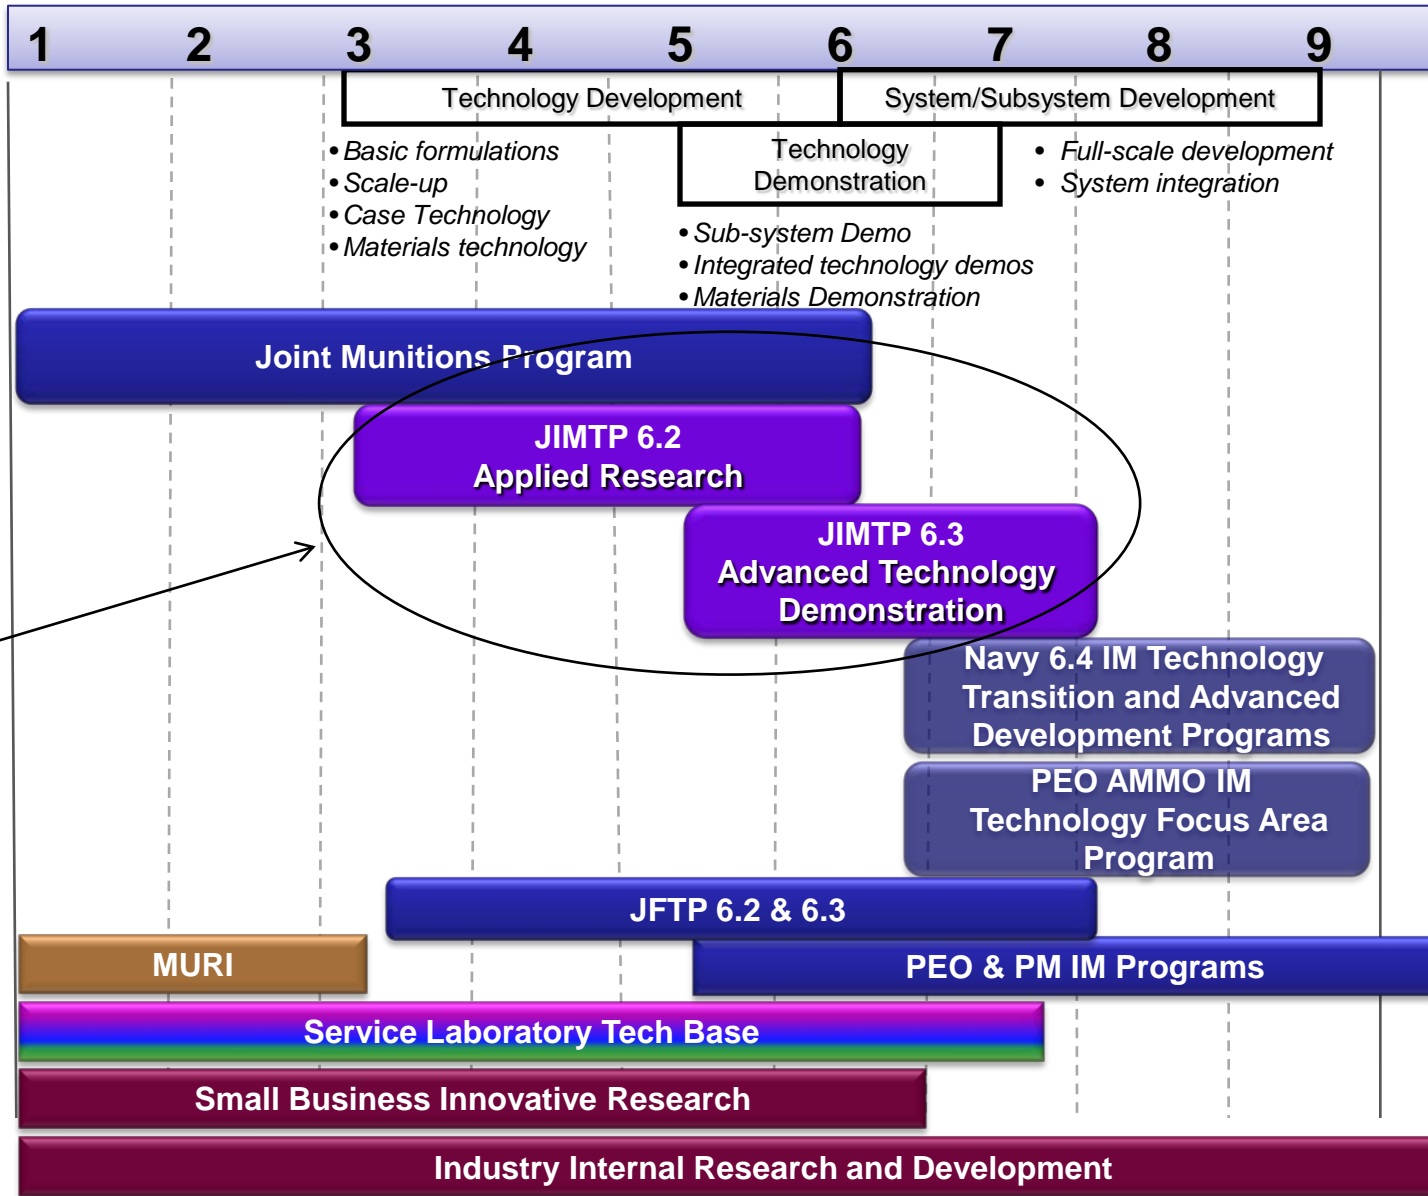 1 2 3 4 5 6 7 8 9
Technology Development
System/Subsystem Development
• Basic formulations
• Scale-up
• Case Technology
• Materials technology
Technology
Demonstration
• Sub-system Demo
• Integrated technology demos
• Materials Demonstration
• Full-scale development
• System integration
Joint Munitions Program
JIMTP 6.2
Applied Research
JIMTP 6.3
Advanced Technology
Demonstration
Navy 6.4 IM Technology
Transition and Advanced
Development Programs
PEO AMMO IM
Technology Focus Area
Program
JFTP 6.2 & 6.3
MURI
PEO & PM IM Programs
Service Laboratory Tech Base
Small Business Innovative Research
Industry Internal Research and Development